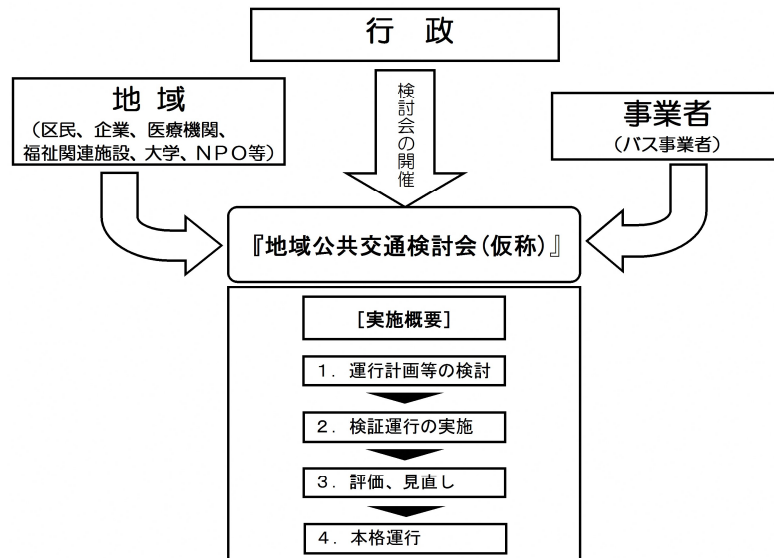 行 政
地 域
（区民、企業、医療機関、
福祉関連施設、大学、ＮＰＯ等）
検討会の開催
事業者
（バス事業者）
『地域公共交通検討会（仮称）』
［実施概要］
１．運行計画等の検討
２．検証運行の実施
３．評価、見直し
４．本格運行